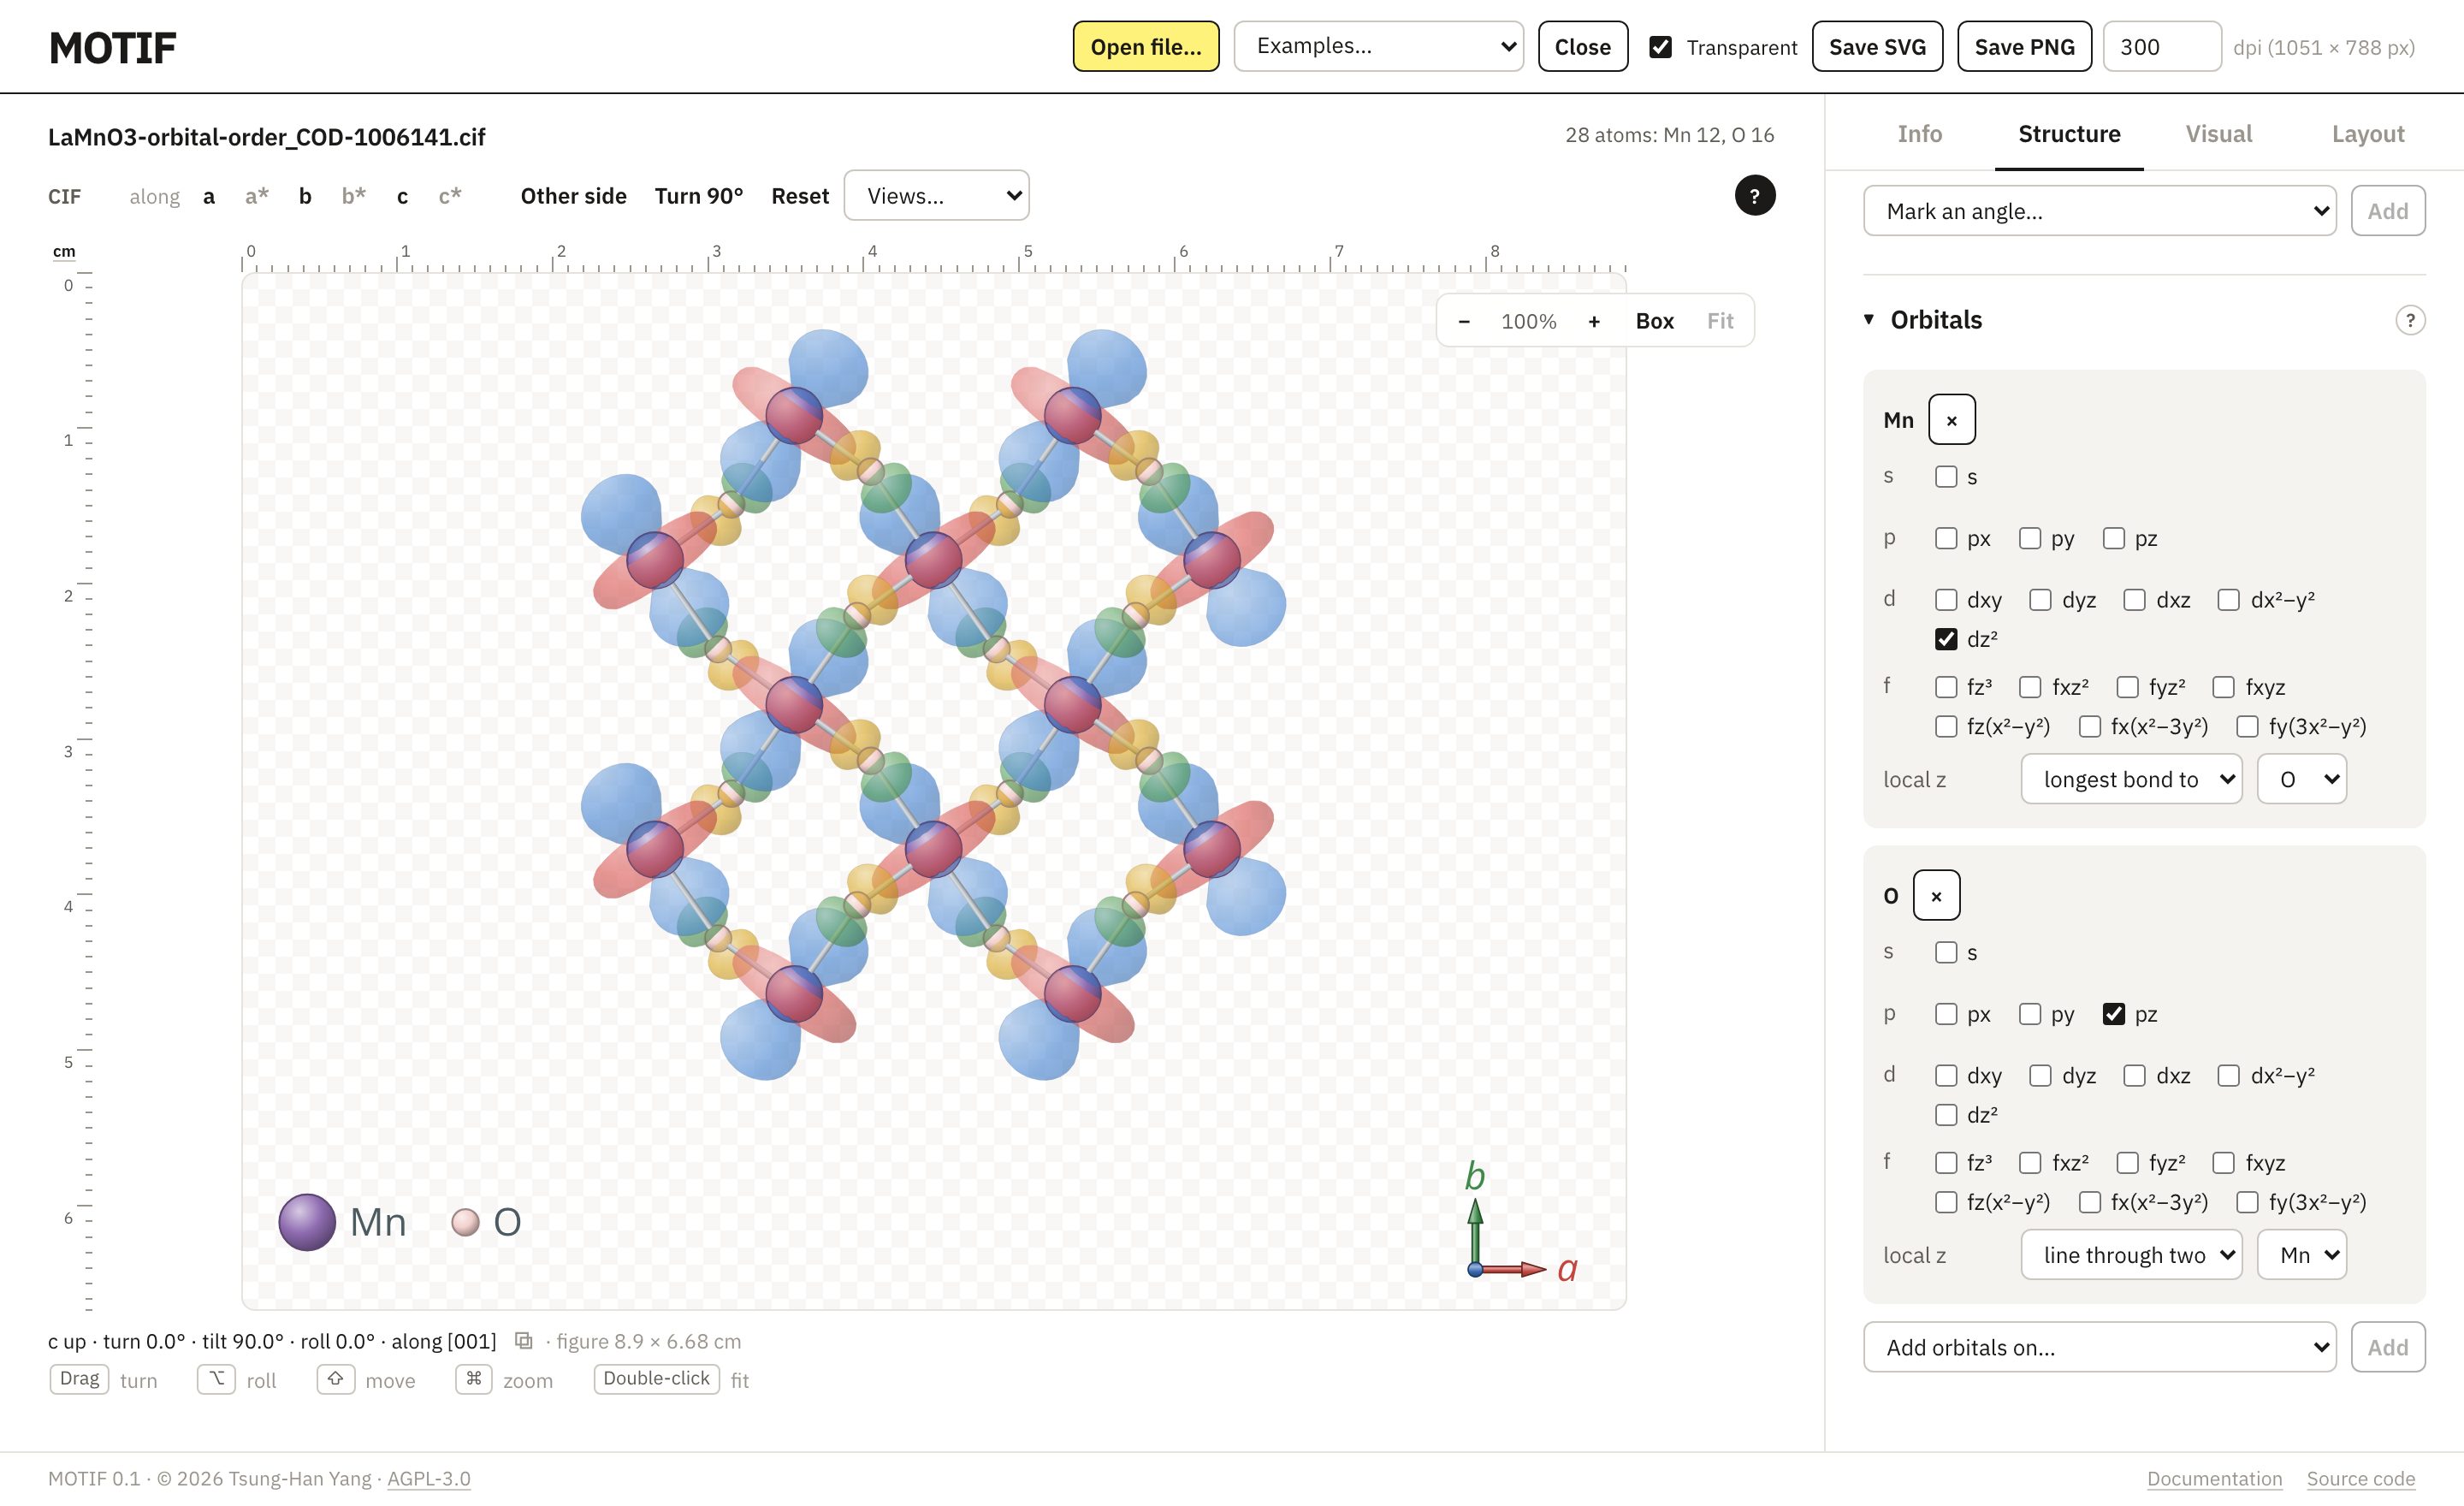 MOTIF
Open file...
Examples...
Close
Transparent
Save SVG
Save PNG
300
dpi (1051 × 788 px)
LaMnO3-orbital-order_COD-1006141.cif
28 atoms: Mn 12, O 16
CIF along a a* b b* c c* Other side Turn 90° Reset Views... ?
cm
0 1 2 3 4 5 6 7 8
0
1
2
3
4
5
6
− 100% + Box Fit
Mn O
b
a
c up · turn 0.0° · tilt 90.0° · roll 0.0° · along [001] · figure 8.9 × 6.68 cm
Drag turn ⌥ roll ⇧ move ⌘ zoom Double-click fit
Info Structure Visual Layout
Mark an angle... Add
▼ Orbitals ?
Mn ×
s s
p px py pz
d dxy dyz dxz dx²−y²
dz²
f fz³ fxz² fyz² fxyz
fz(x²−y²) fx(x²−3y²) fy(3x²−y²)
local z longest bond to O
O ×
s s
p px py pz
d dxy dyz dxz dx²−y²
dz²
f fz³ fxz² fyz² fxyz
fz(x²−y²) fx(x²−3y²) fy(3x²−y²)
local z line through two Mn
Add orbitals on... Add
MOTIF 0.1 · © 2026 Tsung-Han Yang · AGPL-3.0
Documentation Source code